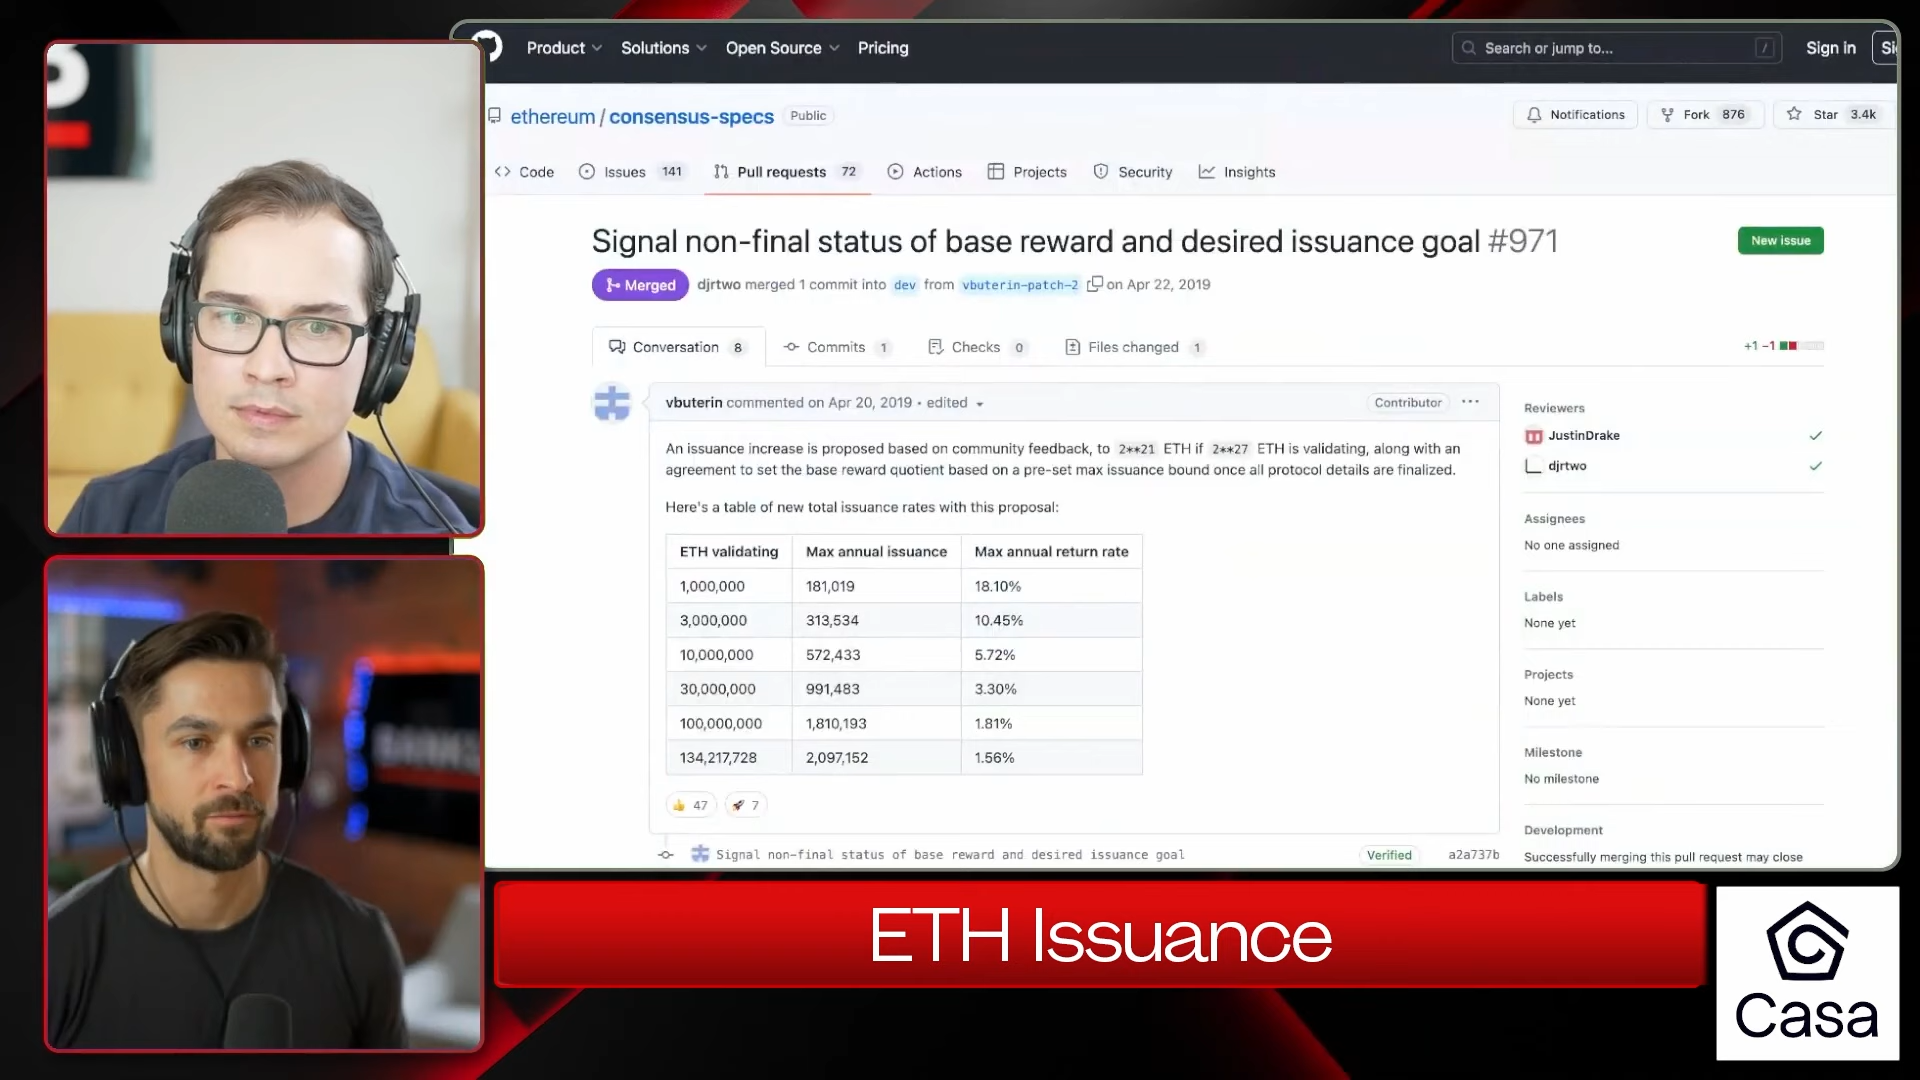 Product Solutions Open Source Pricing Search or jump to... / Sign in
ethereum / consensus-specs Public Notifications Fork 876 Star 3.4k
Code Issues 141 Pull requests 72 Actions Projects Security Insights
Signal non-final status of base reward and desired issuance goal #971
New issue
Merged djrtwo merged 1 commit into dev from vbuterin-patch-2 on Apr 22, 2019
Conversation 8 Commits 1 Checks 0 Files changed 1
+1 −1
vbuterin commented on Apr 20, 2019 • edited
Contributor ...
An issuance increase is proposed based on community feedback, to 2**21 ETH if 2**27 ETH is validating, along with an
agreement to set the base reward quotient based on a pre-set max issuance bound once all protocol details are finalized.
Here's a table of new total issuance rates with this proposal:
ETH validating Max annual issuance Max annual return rate
1,000,000 181,019 18.10%
3,000,000 313,534 10.45%
10,000,000 572,433 5.72%
30,000,000 991,483 3.30%
100,000,000 1,810,193 1.81%
134,217,728 2,097,152 1.56%
47 7
Signal non-final status of base reward and desired issuance goal
Verified a2a737b
Reviewers
JustinDrake
djrtwo
Assignees
No one assigned
Labels
None yet
Projects
None yet
Milestone
No milestone
Development
Successfully merging this pull request may close
ETH Issuance
Casa